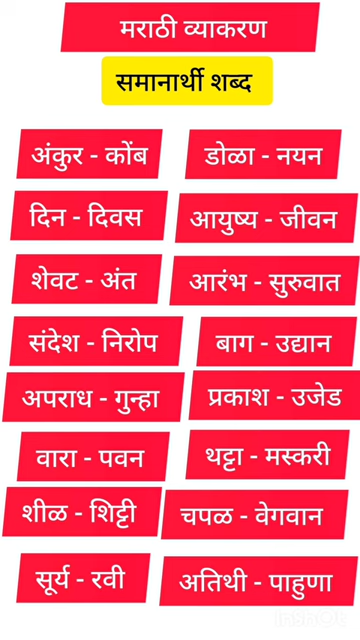 मराठी व्याकरण
समानार्थी शब्द
अंकुर - कोंब
डोळा - नयन
दिन - दिवस
आयुष्य - जीवन
शेवट - अंत
आरंभ - सुरुवात
संदेश - निरोप
बाग - उद्यान
अपराध - गुन्हा
प्रकाश - उजेड
वारा - पवन
थट्टा - मस्करी
शीळ - शिट्टी
चपळ - वेगवान
सूर्य - रवी
अतिथी - पाहुणा